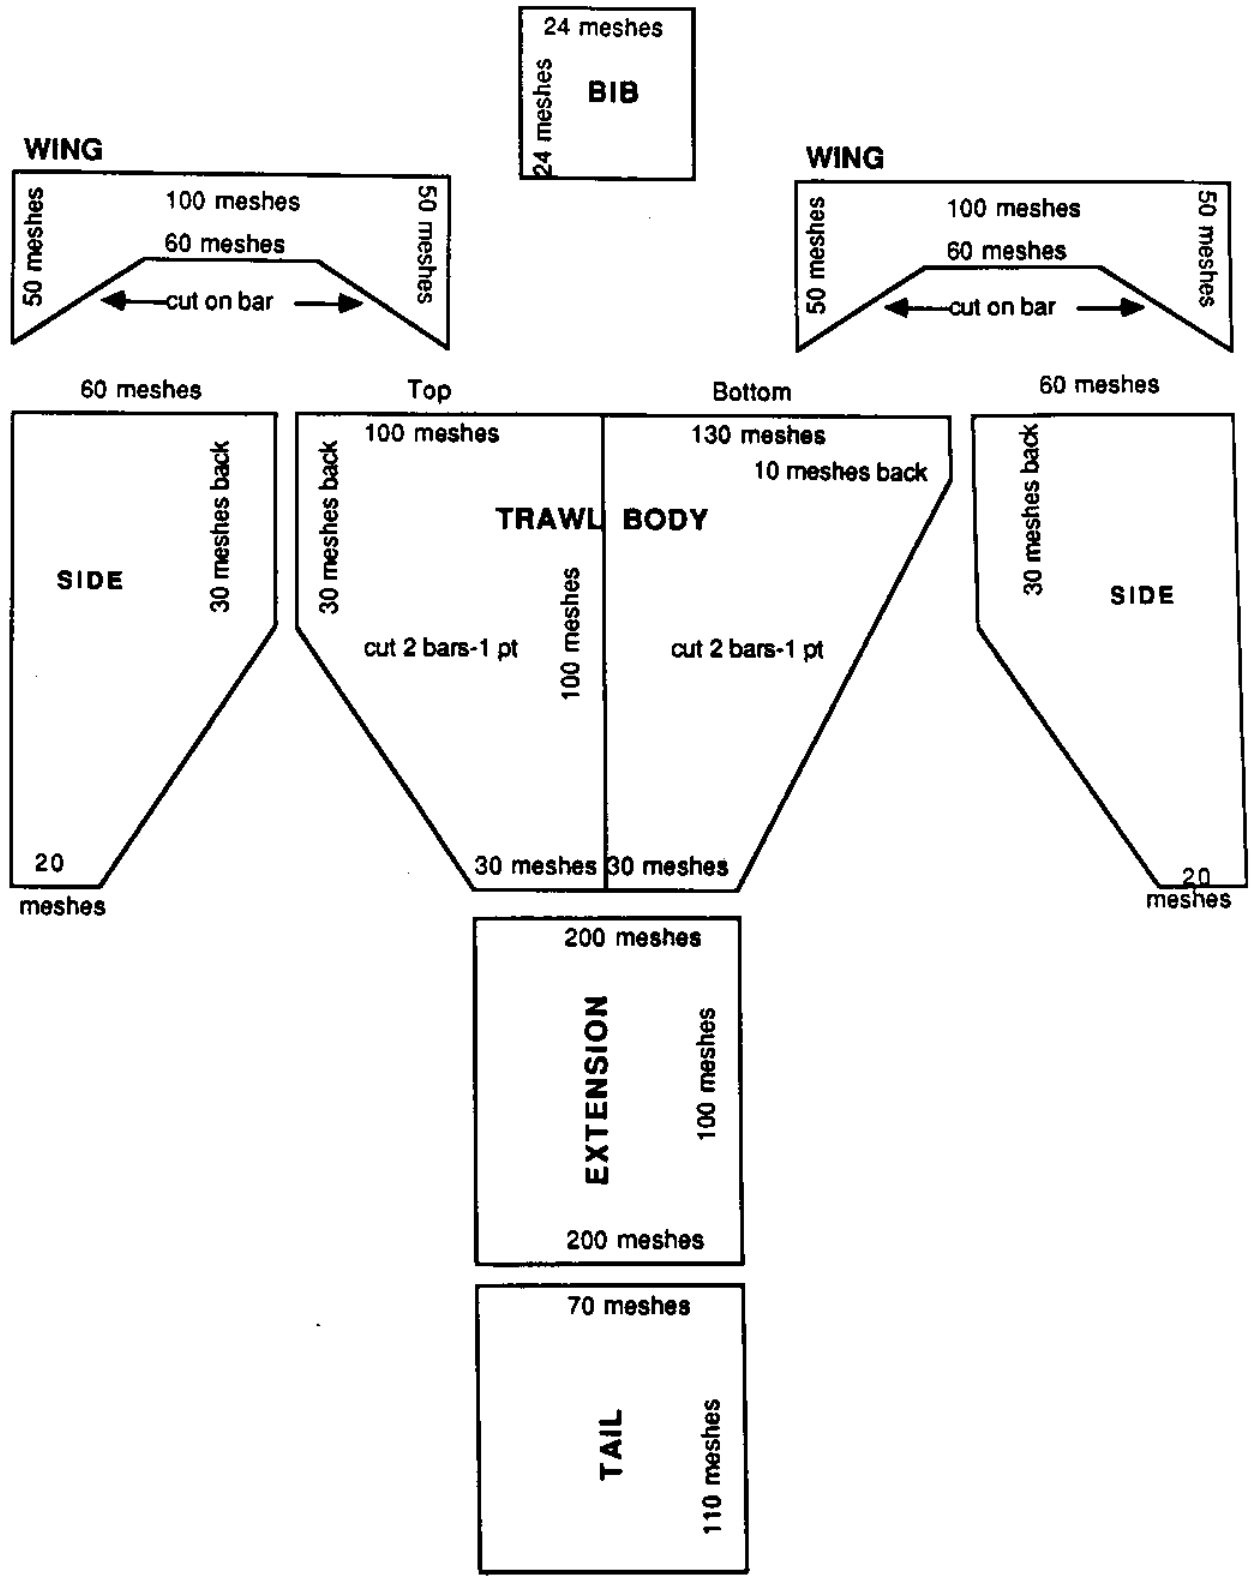 24 meshes
24 meshes
BIB
WING
100 meshes
50 meshes
50 meshes
60 meshes
cut on bar
WING
100 meshes
50 meshes
50 meshes
60 meshes
cut on bar
60 meshes
30 meshes back
SIDE
20
meshes
Top
100 meshes
30 meshes back
Bottom
130 meshes
10 meshes back
TRAWL BODY
100 meshes
cut 2 bars-1 pt
cut 2 bars-1 pt
30 meshes
30 meshes
60 meshes
30 meshes back
SIDE
20
meshes
200 meshes
EXTENSION
100 meshes
200 meshes
70 meshes
TAIL
110 meshes